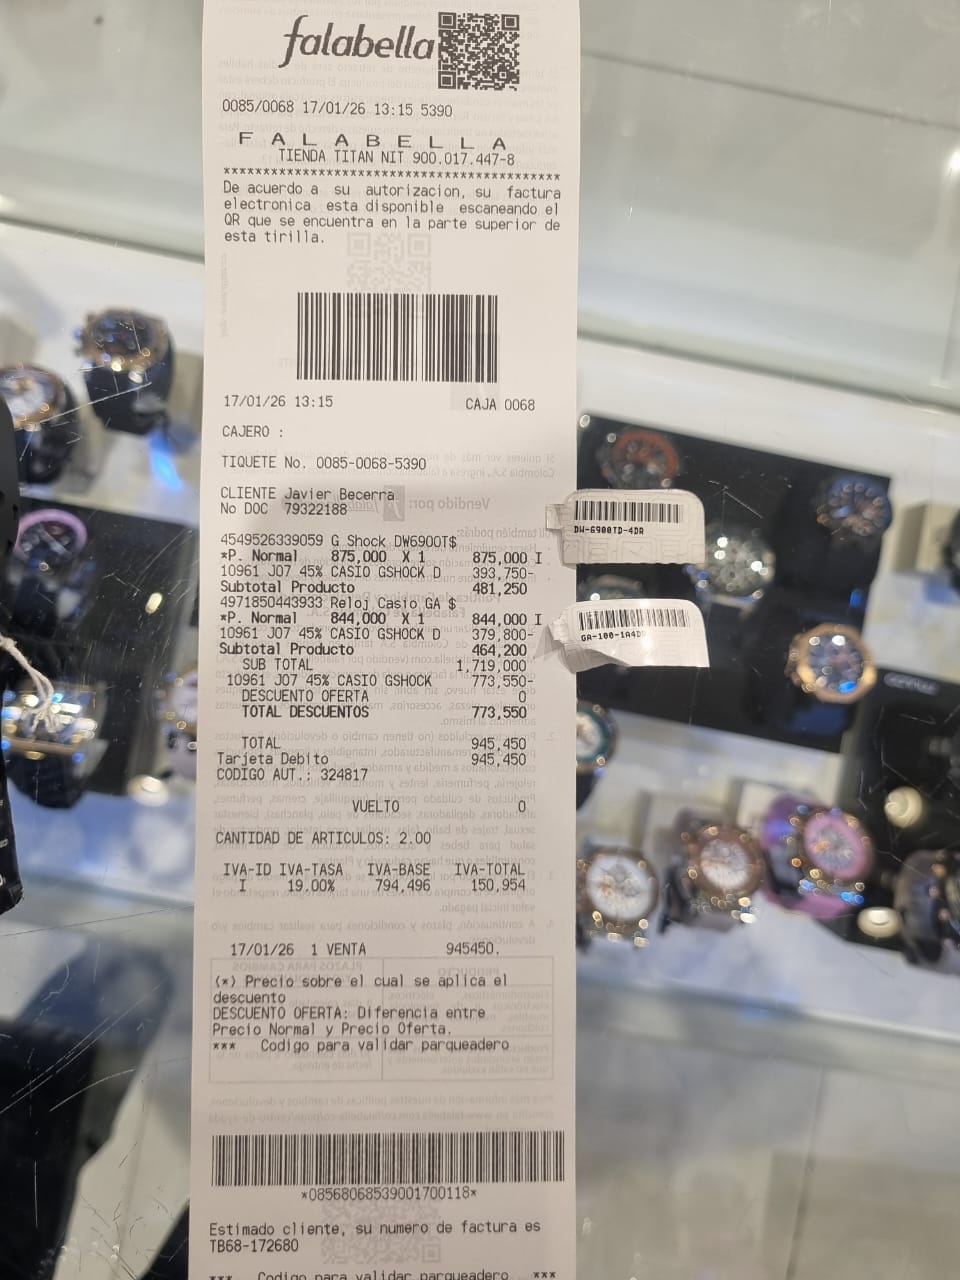 falabella
0085/0068 17/01/26 13:15 5390
F A L A B E L L A
TIENDA TITAN NIT 900.017.447-8
******************************************
De acuerdo a su autorizacion, su factura
electronica esta disponible escaneando el
QR que se encuentra en la parte superior de
esta tirilla.
17/01/26 13:15 CAJA 0068
CAJERO :
TIQUETE No. 0085-0068-5390
CLIENTE Javier Becerra
No DOC 79322188
4549526339059 G Shock DW6900T$
*P. Normal 875,000 X 1 875,000 I
10961 J07 45% CASIO GSHOCK D 393,750-
Subtotal Producto 481,250
4971850443933 Reloj Casio GA $
*P. Normal 844,000 X 1 844,000 I
10961 J07 45% CASIO GSHOCK D 379,800-
Subtotal Producto 464,200
SUB TOTAL 1,719,000
10961 J07 45% CASIO GSHOCK 773,550-
DESCUENTO OFERTA 0
TOTAL DESCUENTOS 773,550
TOTAL 945,450
Tarjeta Debito 945,450
CODIGO AUT.: 324817
VUELTO 0
CANTIDAD DE ARTICULOS: 2.00
IVA-ID IVA-TASA IVA-BASE IVA-TOTAL
I 19.00% 794,496 150,954
17/01/26 1 VENTA 945450.
(*) Precio sobre el cual se aplica el
descuento
DESCUENTO OFERTA: Diferencia entre
Precio Normal y Precio Oferta.
*** Codigo para validar parqueadero
*08568068539001700118*
Estimado cliente, su numero de factura es
TB68-172680
*** Codigo para validar parqueadero ***
DW-6900TD-4DR
GA-100-1A4DR